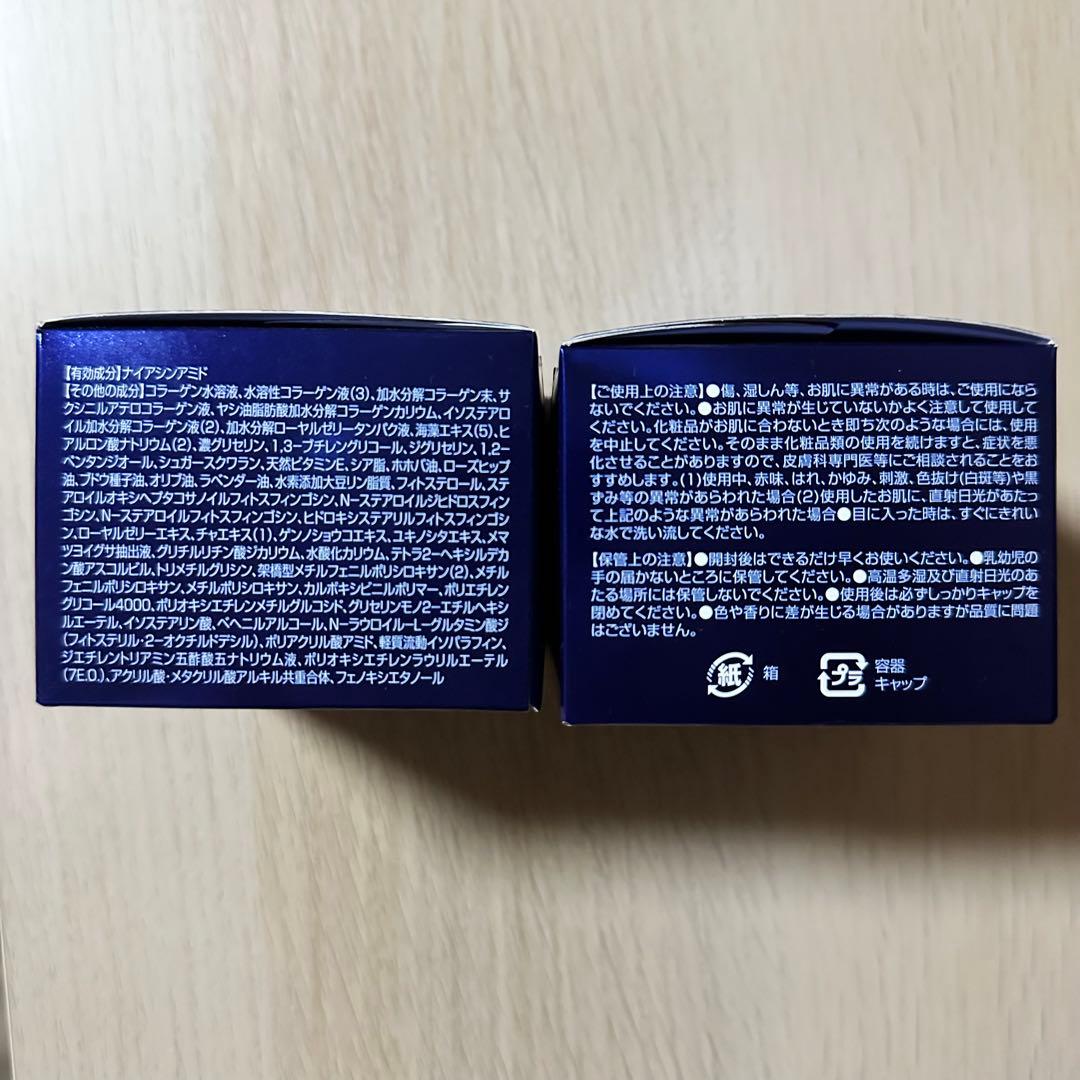 【有効成分】ナイアシンアミド
【その他の成分】コラーゲン水溶液、水溶性コラーゲン液(3)、加水分解コラーゲン末、サ
クシニルアテロコラーゲン液、ヤシ油脂肪酸加水分解コラーゲンカリウム、イソステアロ
イル加水分解コラーゲン液(2)、加水分解ローヤルゼリータンパク液、海藻エキス(5)、ヒ
アルロン酸ナトリウム(2)、濃グリセリン、1,3-ブチレングリコール、ジグリセリン、1,2-
ペンタンジオール、シュガースクワラン、天然ビタミンE、シア脂、ホホバ油、ローズヒップ
油、ブドウ種子油、オリブ油、ラベンダー油、水素添加大豆リン脂質、フィトステロール、ス
テアロイルオキシヘプタコサノイルフィトスフィンゴシン、N-ステアロイルジヒドロスフィン
ゴシン、N-ステアロイルフィトスフィンゴシン、ヒドロキシステアリルフィトスフィンゴシ
ン、ローヤルゼリーエキス、チャエキス(1)、ゲンノショウコエキス、ユキノシタエキス、メマ
ツヨイグサ抽出液、グリチルリチン酸ジカリウム、水酸化カリウム、テトラ2-ヘキシルデカ
ン酸アスコルビル、トリメチルグリシン、架橋型メチルフェニルポリシロキサン(2)、メチル
フェニルポリシロキサン、メチルポリシロキサン、カルボキシビニルポリマー、ポリエチレン
グリコール4000、ポリオキシエチレンメチルグルコシド、グリセリンモノ2-エチルヘキシ
ルエーテル、イソステアリン酸、ベヘニルアルコール、N-ラウロイル-L-グルタミン酸ジ
(フィトステリル・2-オクチルドデシル)、ポリアクリル酸アミド、軽質流動イソパラフィン、
ジエチレントリアミン五酢酸五ナトリウム液、ポリオキシエチレンラウリルエーテル
(7E.O.)、アクリル酸・メタクリル酸アルキル共重合体、フェノキシエタノール
【ご使用上の注意】●傷、湿しん等、お肌に異常がある時は、ご使用になら
ないでください。●お肌に異常が生じていないかよく注意して使用して
ください。化粧品がお肌に合わないとき即ち次のような場合には、使用
を中止してください。そのまま化粧品類の使用を続けますと、症状を悪
化させることがありますので、皮膚科専門医等にご相談されることをお
すすめします。(1)使用中、赤味、はれ、かゆみ、刺激、色抜け(白斑等)や黒
ずみ等の異常があらわれた場合(2)使用したお肌に、直射日光があたっ
て上記のような異常があらわれた場合●目に入った時は、すぐにきれい
な水で洗い流してください。
【保管上の注意】●開封後はできるだけ早くお使いください。●乳幼児の
手の届かないところに保管してください。●高温多湿及び直射日光のあ
たる場所には保管しないでください。●使用後は必ずしっかりキャップを
閉めてください。●色や香りに差が生じる場合がありますが品質に問題
はございません。
紙 箱
プラ 容器
キャップ